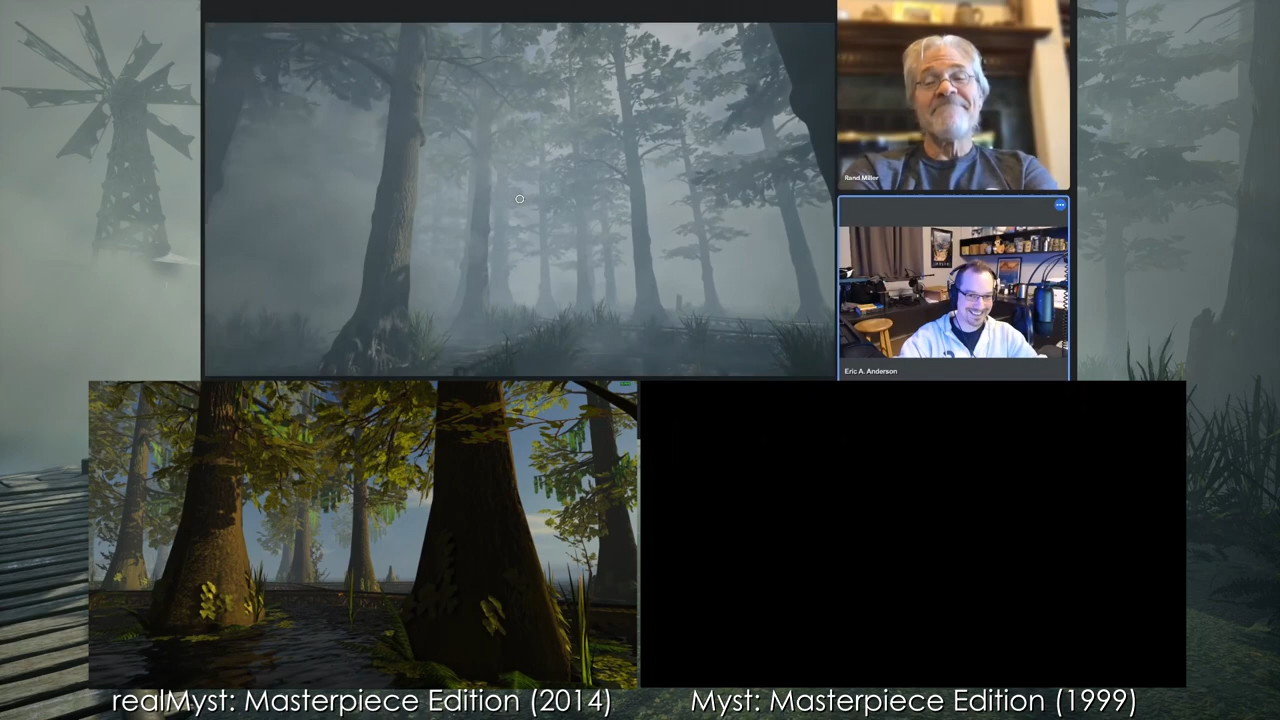 Rand Miller
Eric A. Anderson
realMyst: Masterpiece Edition (2014)
Myst: Masterpiece Edition (1999)